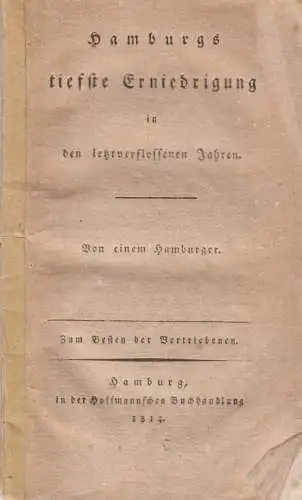 Hamburgs
tiefste Erniedrigung
in
den letztverflossenen Jahren.
Von einem Hamburger.
Zum Besten der Vertriebenen.
Hamburg,
in der Hoffmannschen Buchhandlung
1814.